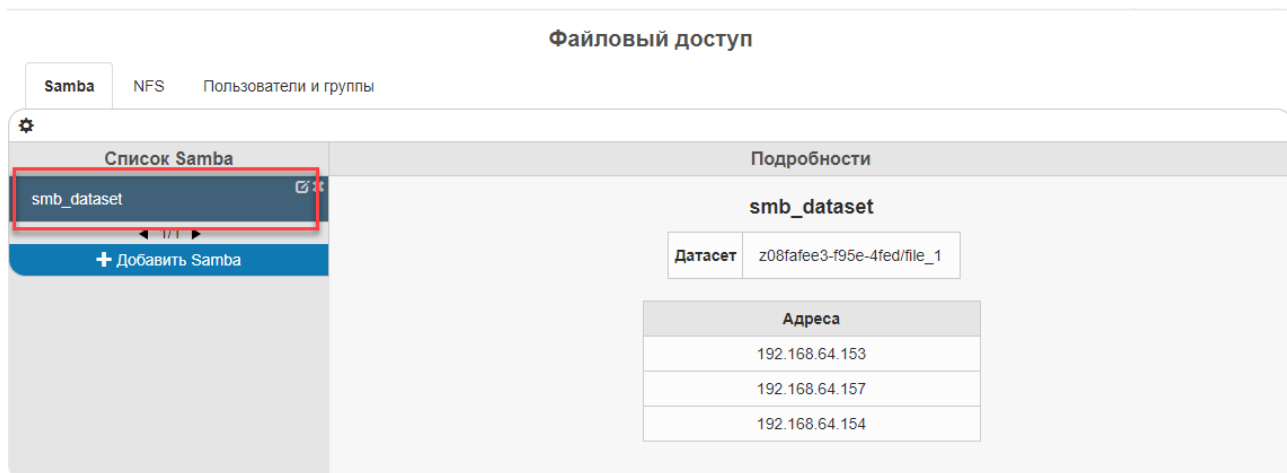 Файловый доступ
Samba NFS Пользователи и группы
Список Samba
smb_dataset
1/1
Добавить Samba
Подробности
smb_dataset
Датасет z08fafee3-f95e-4fed/file_1
Адреса
192.168.64.153
192.168.64.157
192.168.64.154